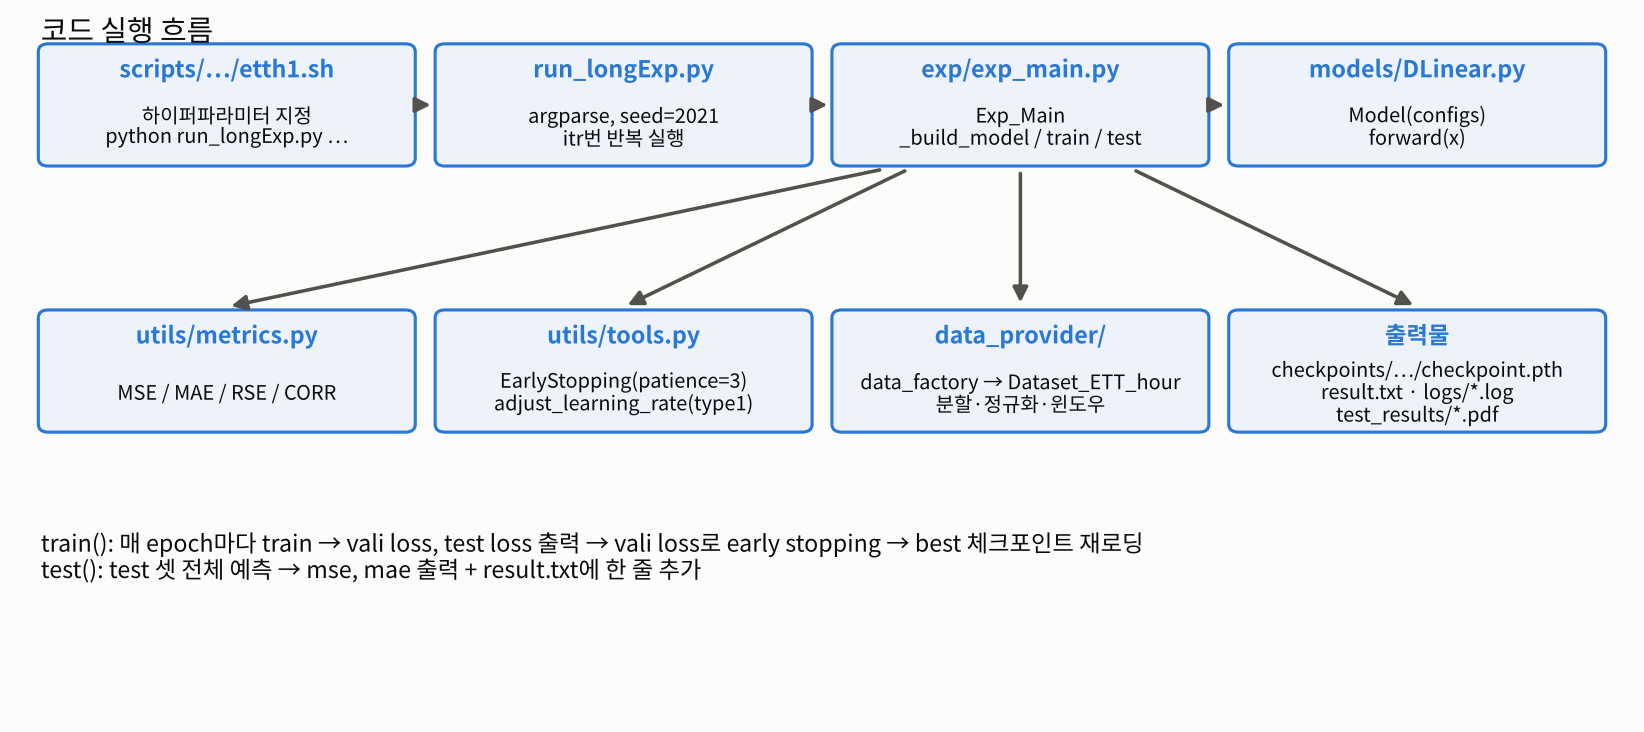 코드 실행 흐름
scripts/…/etth1.sh
하이퍼파라미터 지정
python run_longExp.py …
run_longExp.py
argparse, seed=2021
itr번 반복 실행
exp/exp_main.py
Exp_Main
_build_model / train / test
models/DLinear.py
Model(configs)
forward(x)
utils/metrics.py
MSE / MAE / RSE / CORR
utils/tools.py
EarlyStopping(patience=3)
adjust_learning_rate(type1)
data_provider/
data_factory → Dataset_ETT_hour
분할·정규화·윈도우
출력물
checkpoints/…/checkpoint.pth
result.txt · logs/*.log
test_results/*.pdf
train(): 매 epoch마다 train → vali loss, test loss 출력 → vali loss로 early stopping → best 체크포인트 재로딩
test(): test 셋 전체 예측 → mse, mae 출력 + result.txt에 한 줄 추가